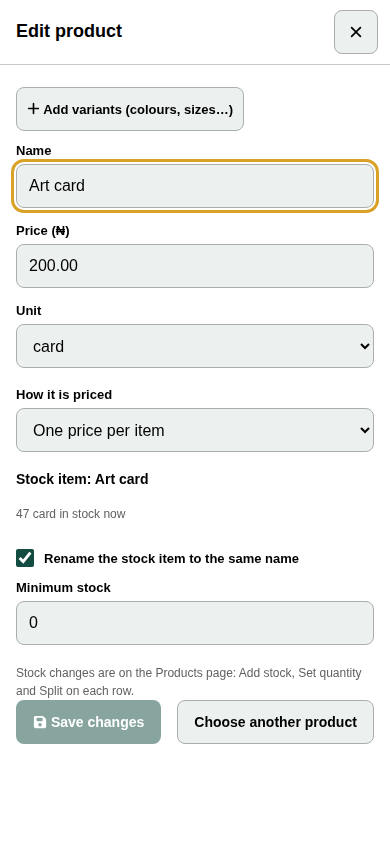 Edit product
Add variants (colours, sizes…)
Name
Art card
Price (₦)
200.00
Unit
card
How it is priced
One price per item
Stock item: Art card
47 card in stock now
Rename the stock item to the same name
Minimum stock
0
Stock changes are on the Products page: Add stock, Set quantity
and Split on each row.
Save changes
Choose another product